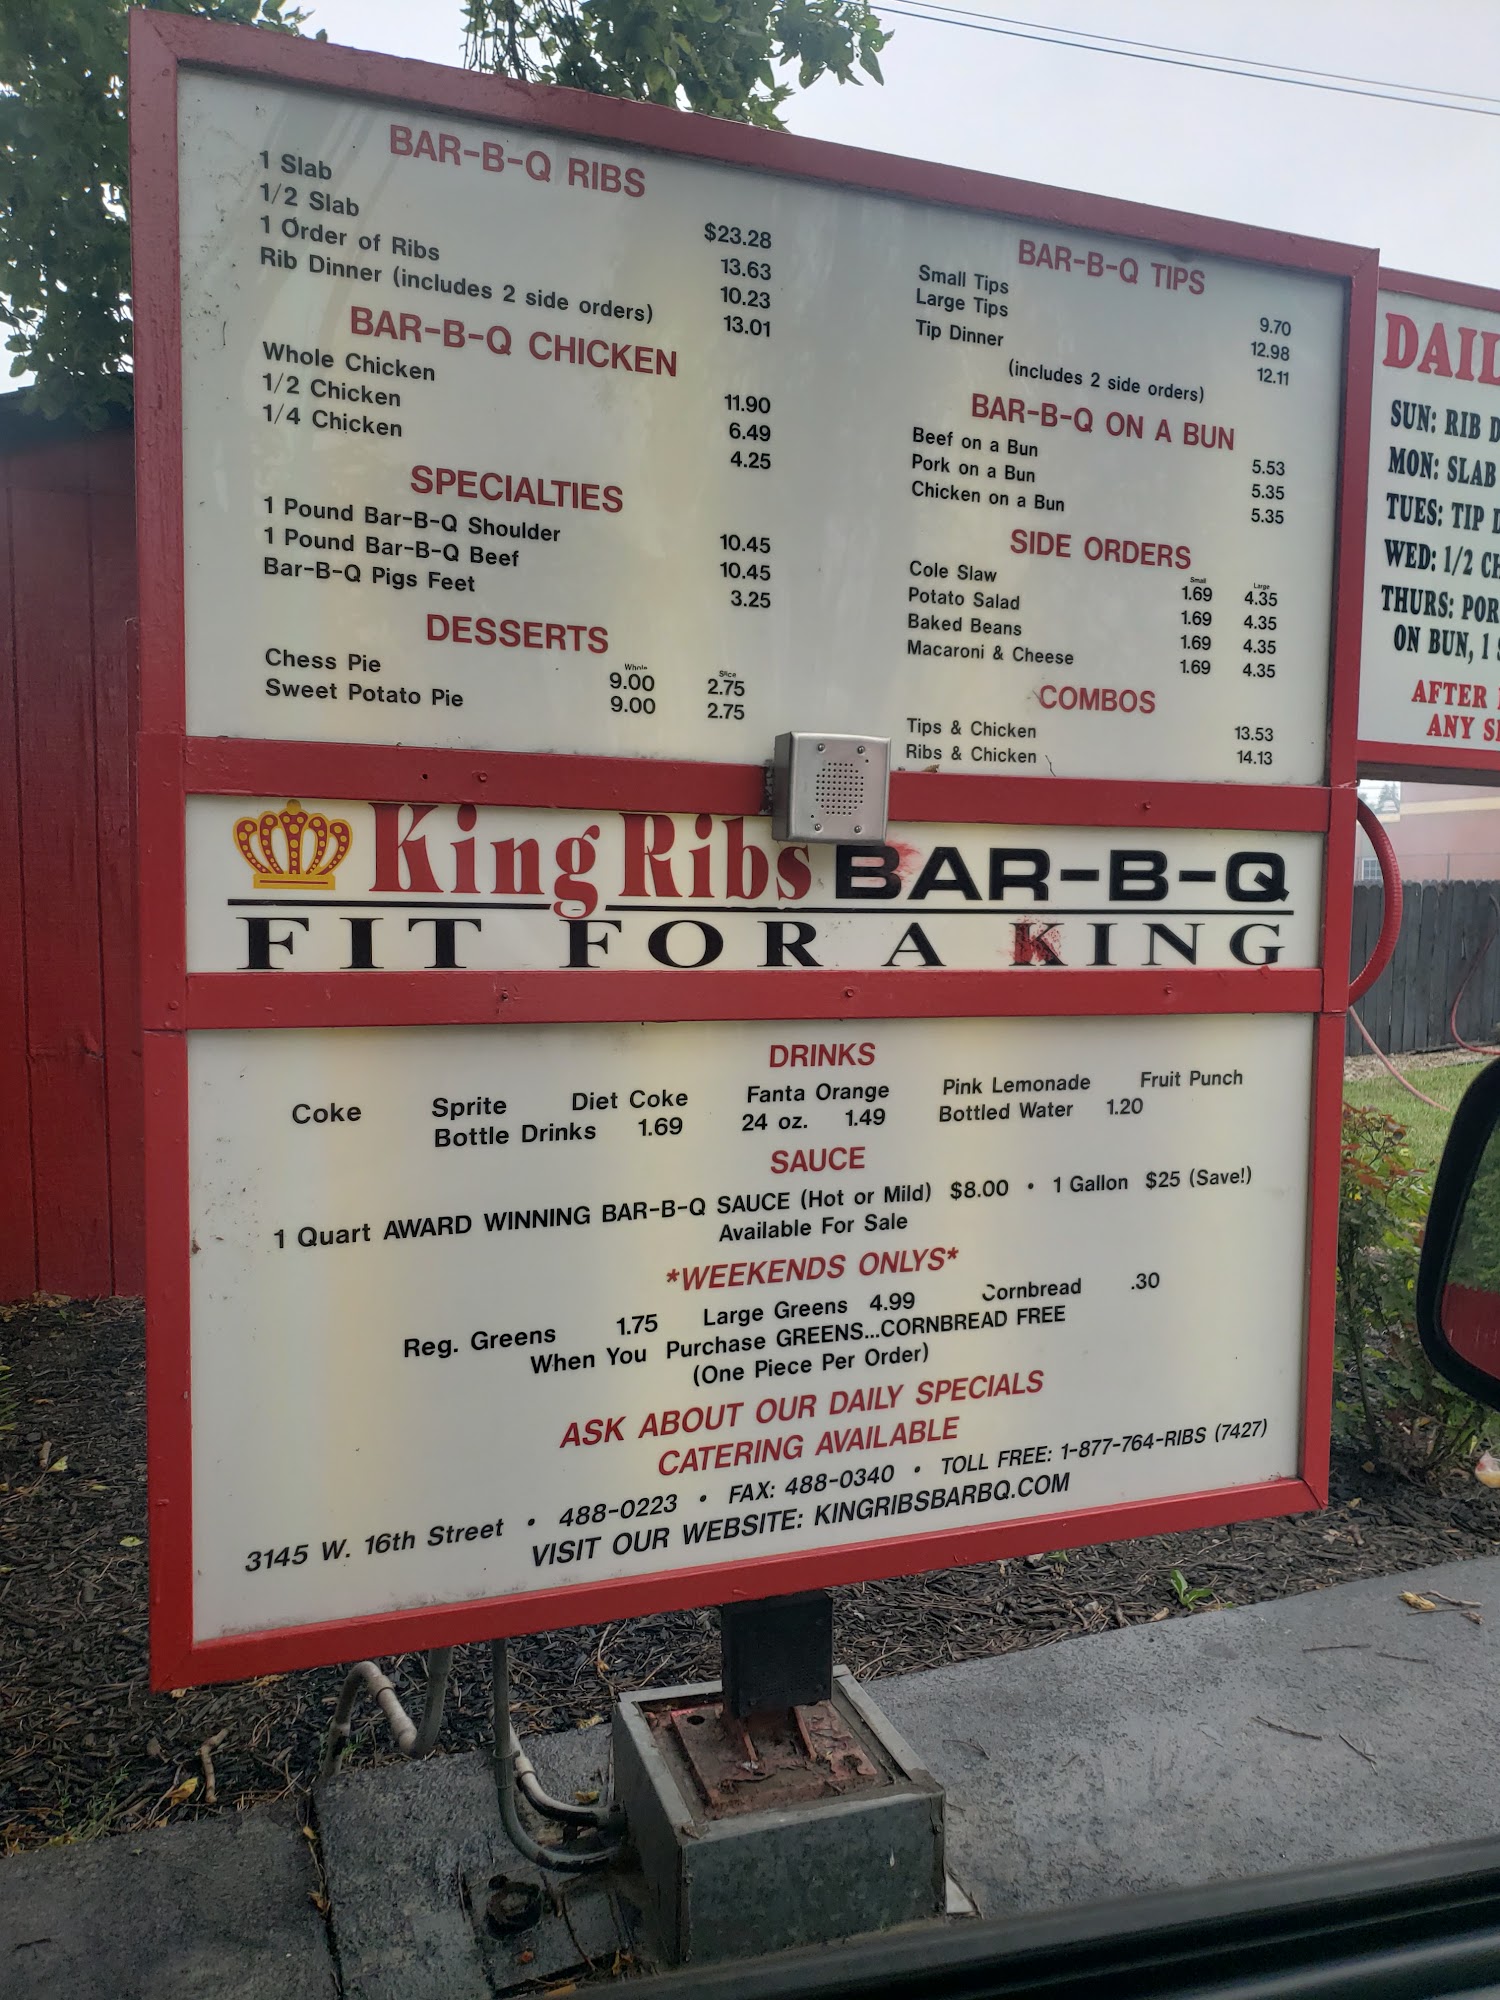 BAR-B-Q RIBS
1 Slab $23.28
1/2 Slab 13.63
1 Order of Ribs 10.23
Rib Dinner (includes 2 side orders) 13.01
BAR-B-Q CHICKEN
Whole Chicken 11.90
1/2 Chicken 6.49
1/4 Chicken 4.25
SPECIALTIES
1 Pound Bar-B-Q Shoulder 10.45
1 Pound Bar-B-Q Beef 10.45
Bar-B-Q Pigs Feet 3.25
DESSERTS
Whole Slice
Chess Pie 9.00 2.75
Sweet Potato Pie 9.00 2.75
BAR-B-Q TIPS
Small Tips 9.70
Large Tips 12.98
Tip Dinner 12.11
(includes 2 side orders)
BAR-B-Q ON A BUN
Beef on a Bun 5.53
Pork on a Bun 5.35
Chicken on a Bun 5.35
SIDE ORDERS
Small Large
Cole Slaw 1.69 4.35
Potato Salad 1.69 4.35
Baked Beans 1.69 4.35
Macaroni & Cheese 1.69 4.35
COMBOS
Tips & Chicken 13.53
Ribs & Chicken 14.13
King Ribs BAR-B-Q
FIT FOR A KING
DRINKS
Coke Sprite Diet Coke Fanta Orange Pink Lemonade Fruit Punch
Bottle Drinks 1.69 24 oz. 1.49 Bottled Water 1.20
SAUCE
1 Quart AWARD WINNING BAR-B-Q SAUCE (Hot or Mild) $8.00 • 1 Gallon $25 (Save!)
Available For Sale
*WEEKENDS ONLYS*
Reg. Greens 1.75 Large Greens 4.99 Cornbread .30
When You Purchase GREENS...CORNBREAD FREE
(One Piece Per Order)
ASK ABOUT OUR DAILY SPECIALS
CATERING AVAILABLE
3145 W. 16th Street • 488-0223 • FAX: 488-0340 • TOLL FREE: 1-877-764-RIBS (7427)
VISIT OUR WEBSITE: KINGRIBSBARBQ.COM
DAIL
SUN: RIB D
MON: SLAB
TUES: TIP
WED: 1/2 CH
THURS: POR
ON BUN, 1
AFTER
ANY